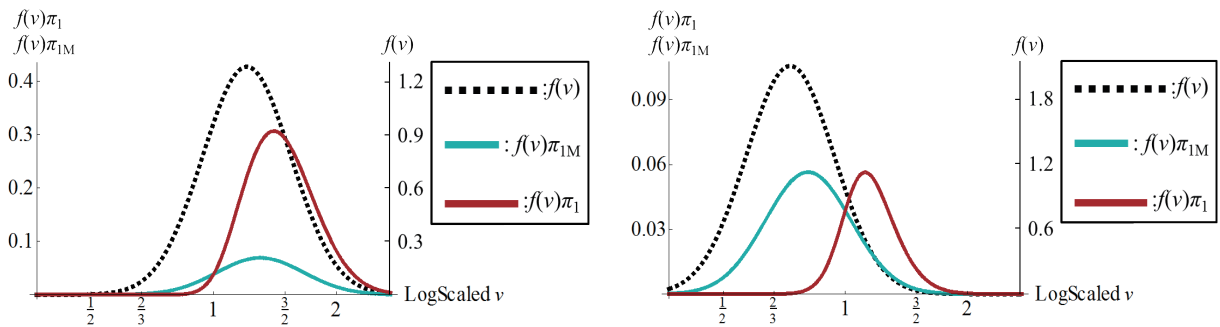 f(v)π₁
f(v)π₁M
f(v)
0.4
0.3
0.2
0.1
1.2
0.9
0.6
0.3
1/2
2/3
1
3/2
2
LogScaled v
:f(v)
:f(v)π₁M
:f(v)π₁
f(v)π₁
f(v)π₁M
f(v)
0.09
0.06
0.03
1.8
1.2
0.6
1/2
2/3
1
3/2
2
LogScaled v
:f(v)
:f(v)π₁M
:f(v)π₁